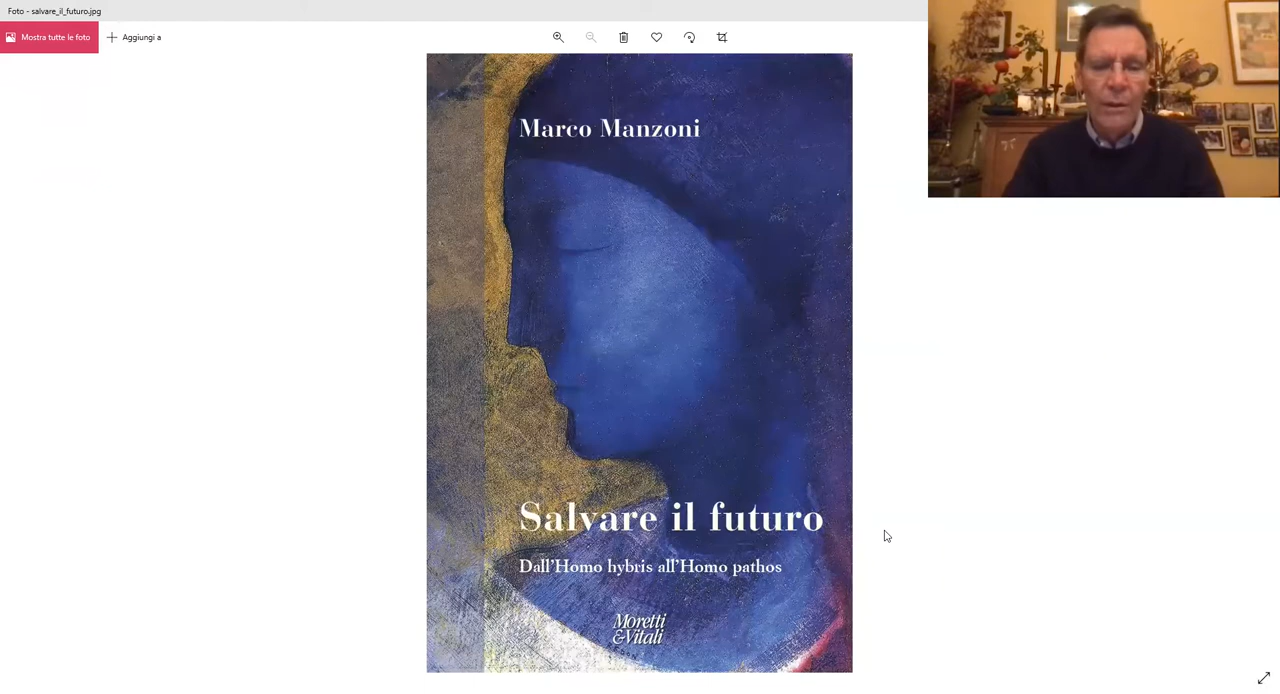 Foto - salvare_il_futuro.jpg
Mostra tutte le foto
Aggiungi a
Marco Manzoni
Salvare il futuro
Dall'Homo hybris all'Homo pathos
Moretti
&Vitali